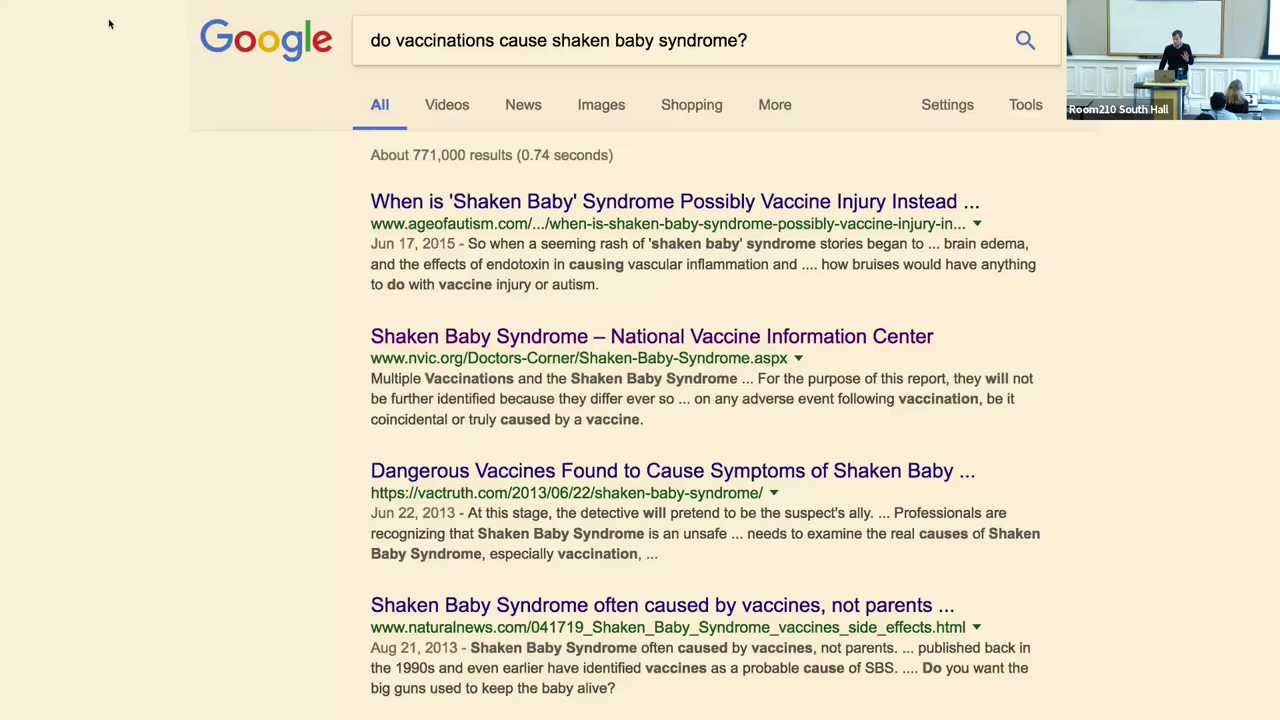 Google
do vaccinations cause shaken baby syndrome?
All Videos News Images Shopping More Settings Tools
Room210 South Hall
About 771,000 results (0.74 seconds)
When is 'Shaken Baby' Syndrome Possibly Vaccine Injury Instead ...
www.ageofautism.com/.../when-is-shaken-baby-syndrome-possibly-vaccine-injury-in...
Jun 17, 2015 - So when a seeming rash of 'shaken baby' syndrome stories began to ... brain edema,
and the effects of endotoxin in causing vascular inflammation and .... how bruises would have anything
to do with vaccine injury or autism.
Shaken Baby Syndrome – National Vaccine Information Center
www.nvic.org/Doctors-Corner/Shaken-Baby-Syndrome.aspx
Multiple Vaccinations and the Shaken Baby Syndrome ... For the purpose of this report, they will not
be further identified because they differ ever so ... on any adverse event following vaccination, be it
coincidental or truly caused by a vaccine.
Dangerous Vaccines Found to Cause Symptoms of Shaken Baby ...
https://vactruth.com/2013/06/22/shaken-baby-syndrome/
Jun 22, 2013 - At this stage, the detective will pretend to be the suspect's ally. ... Professionals are
recognizing that Shaken Baby Syndrome is an unsafe ... needs to examine the real causes of Shaken
Baby Syndrome, especially vaccination, ...
Shaken Baby Syndrome often caused by vaccines, not parents ...
www.naturalnews.com/041719_Shaken_Baby_Syndrome_vaccines_side_effects.html
Aug 21, 2013 - Shaken Baby Syndrome often caused by vaccines, not parents. ... published back in
the 1990s and even earlier have identified vaccines as a probable cause of SBS. .... Do you want the
big guns used to keep the baby alive?